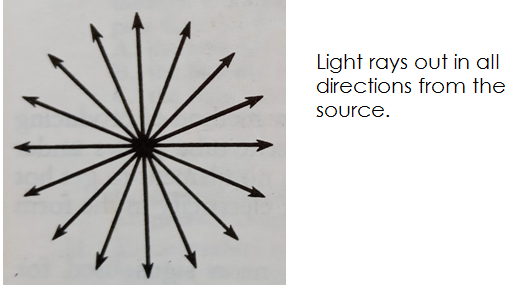 Light rays out in all
directions from the
source.